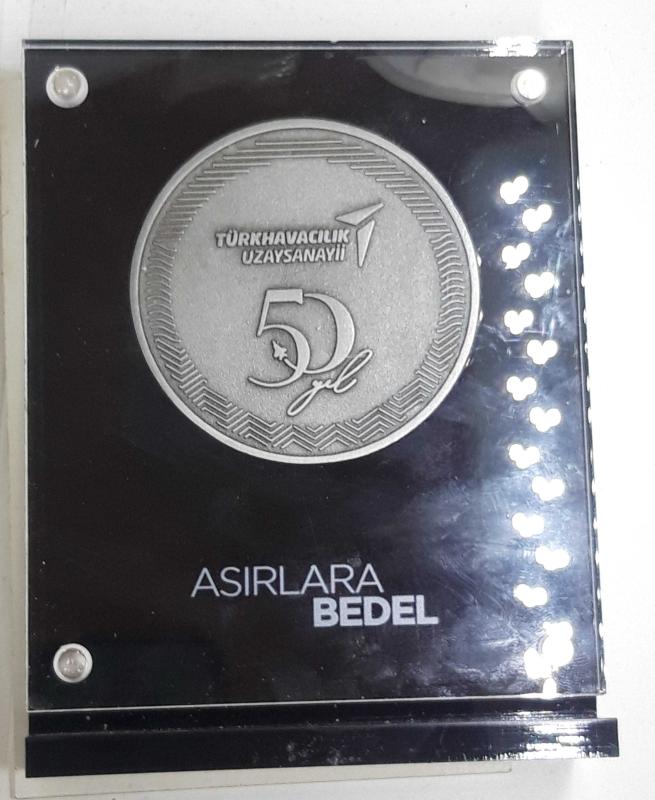 TÜRKHAVACILIK
UZAYSANAYİİ
50
yıl
ASIRLARA
BEDEL